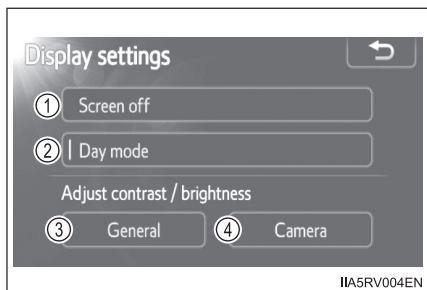 Display settings
1 Screen off
2 Day mode
Adjust contrast / brightness
3 General 4 Camera
IIA5RV004EN